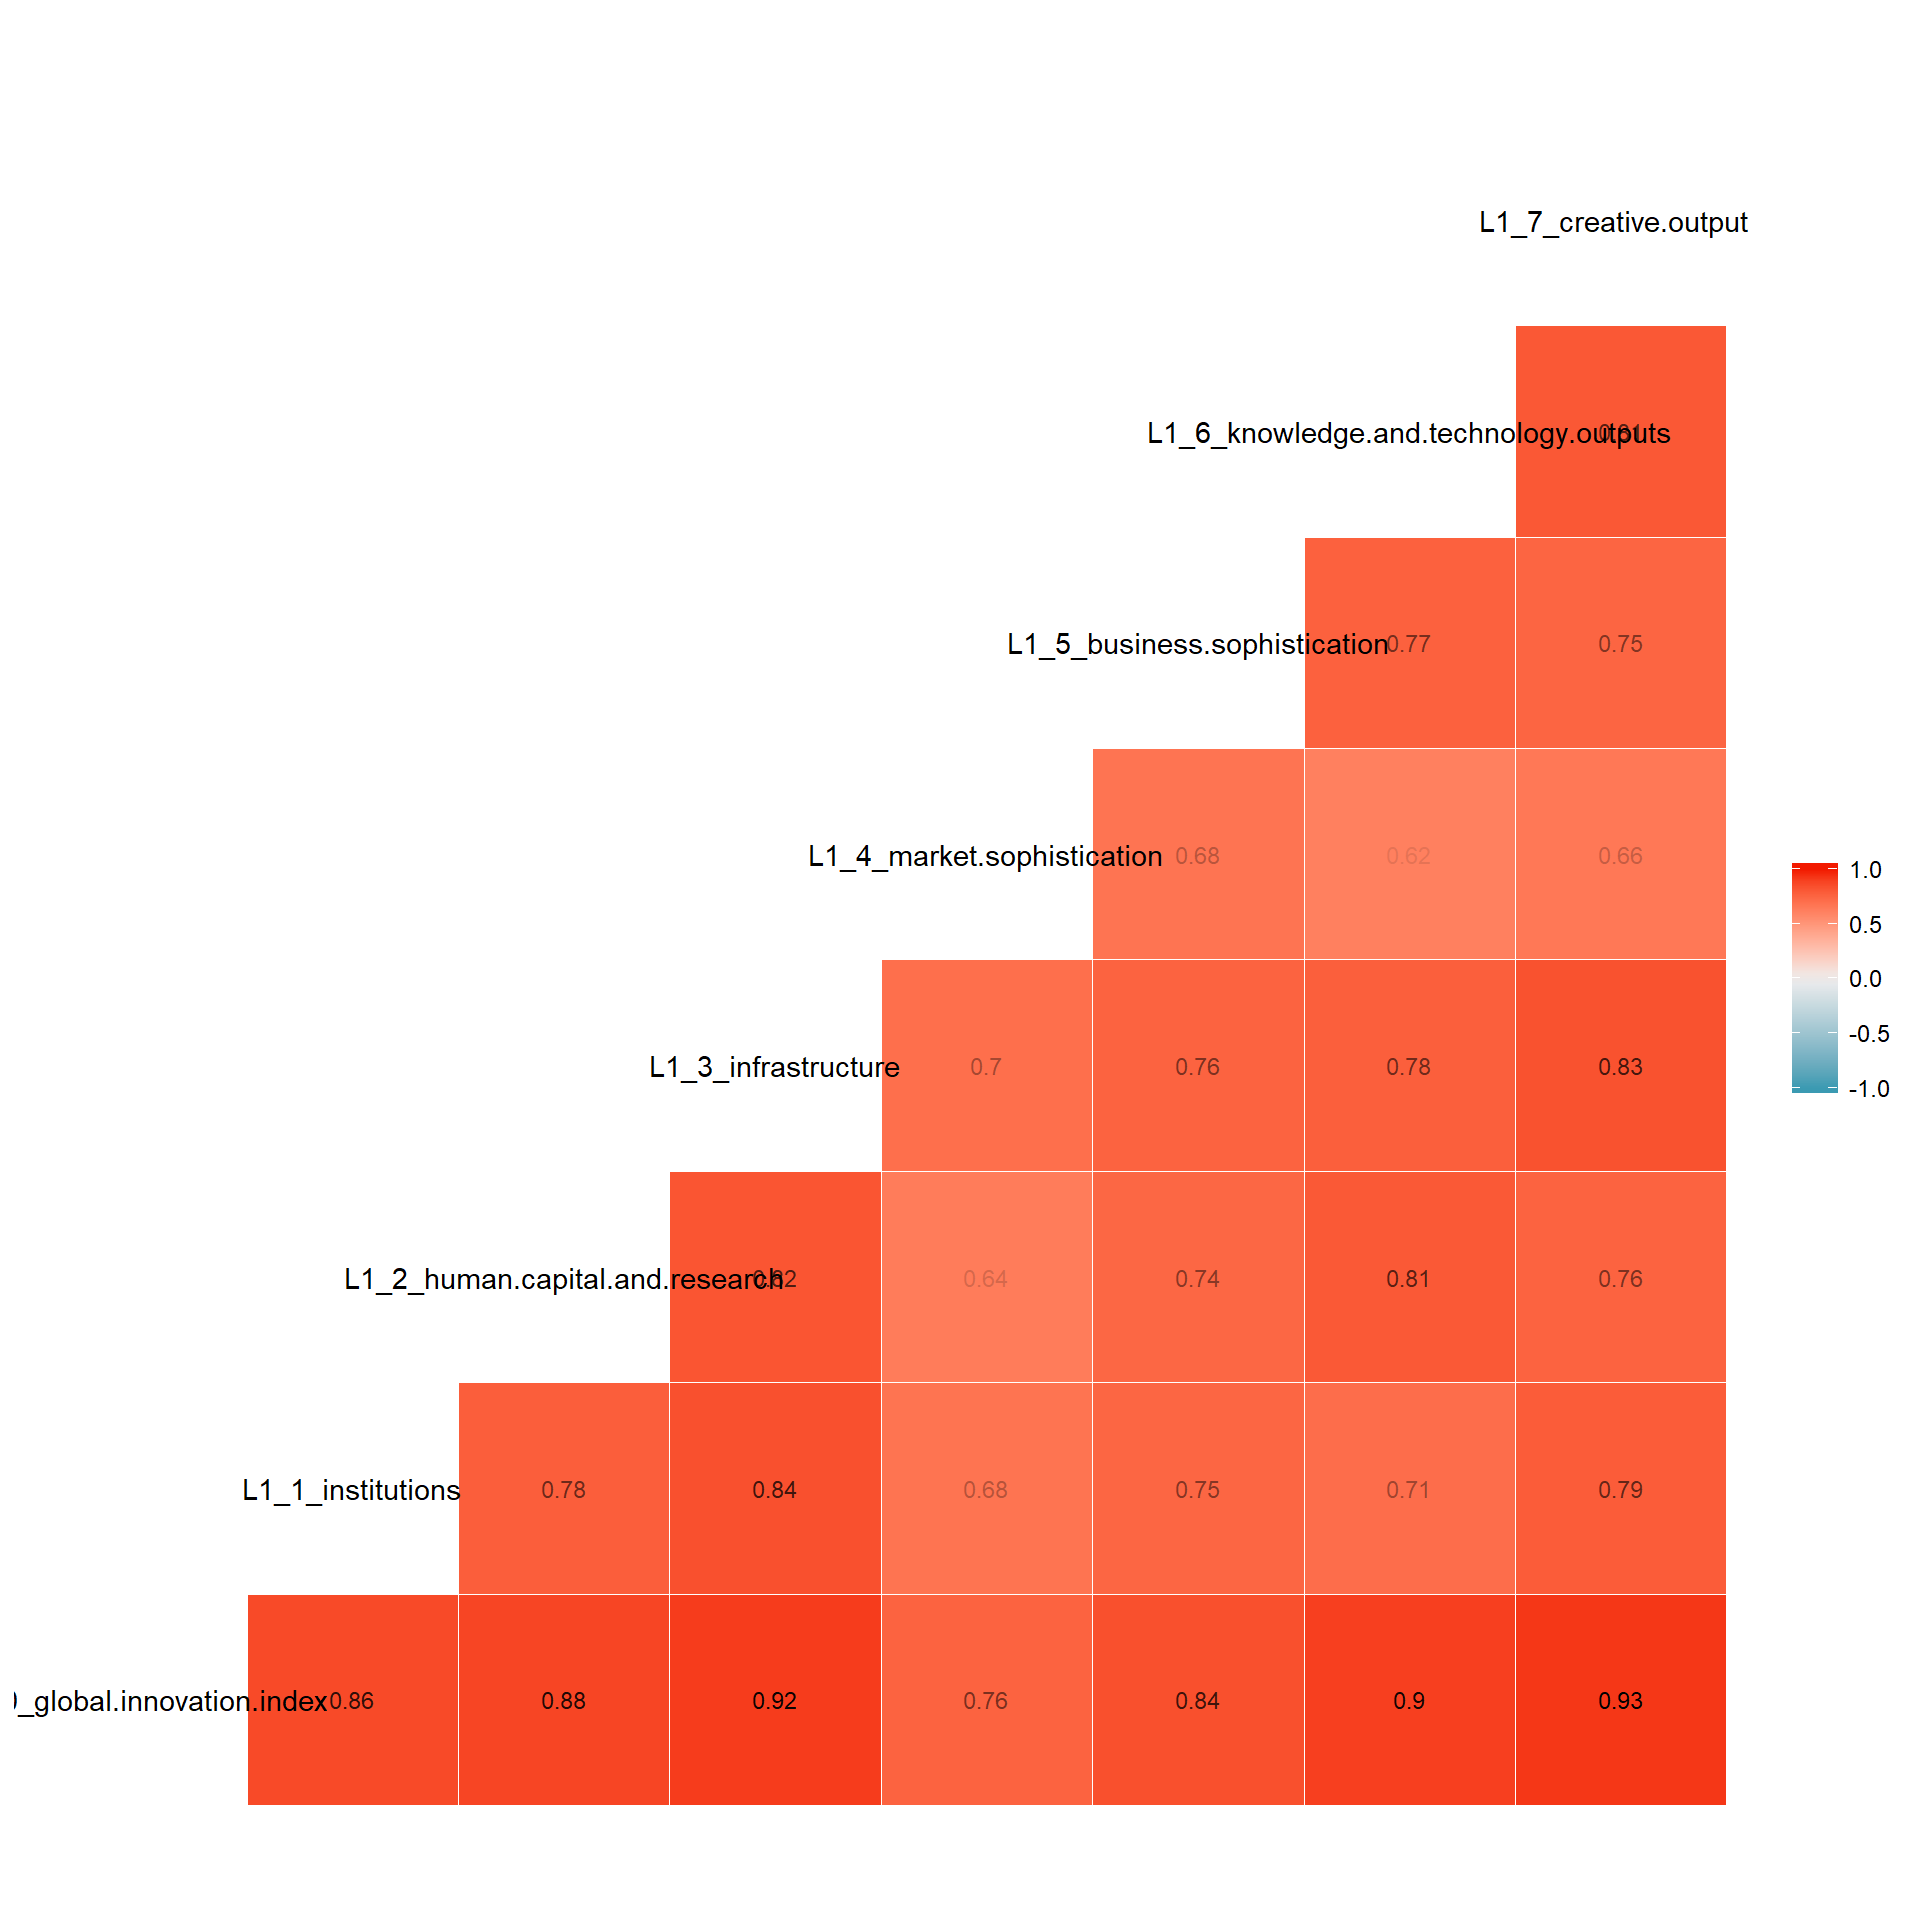 L1_7_creative.output
L1_6_knowledge.and.technology.outputs
L1_5_business.sophistication 0.77 0.75
L1_4_market.sophistication 0.68 0.62 0.66
1.0
0.5
0.0
-0.5
-1.0
L1_3_infrastructure 0.7 0.76 0.78 0.83
L1_2_human.capital.and.research 0.82 0.64 0.74 0.81 0.76
L1_1_institutions 0.78 0.84 0.68 0.75 0.71 0.79
_global.innovation.index 0.86 0.88 0.92 0.76 0.84 0.9 0.93